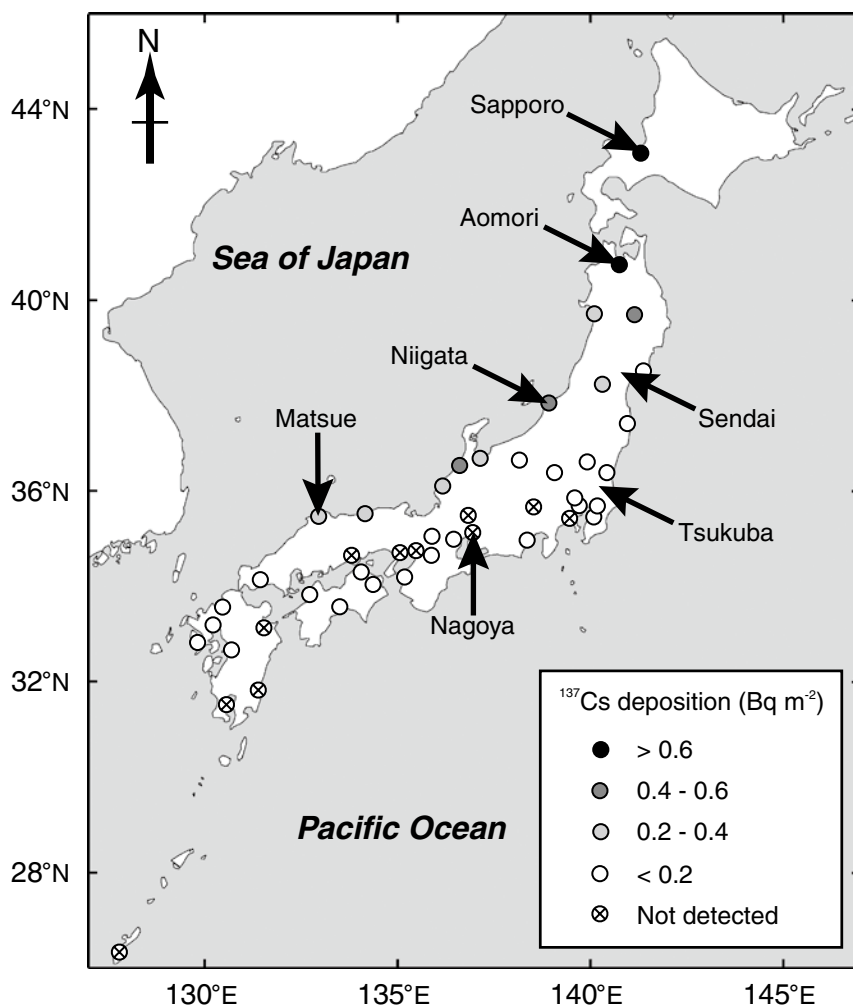 N
44°N
Sapporo
Aomori
Sea of Japan
40°N
Niigata
Matsue
Sendai
36°N
Tsukuba
Nagoya
32°N
¹³⁷Cs deposition (Bq m⁻²)
> 0.6
0.4 - 0.6
Pacific Ocean
0.2 - 0.4
28°N
< 0.2
Not detected
130°E 135°E 140°E 145°E